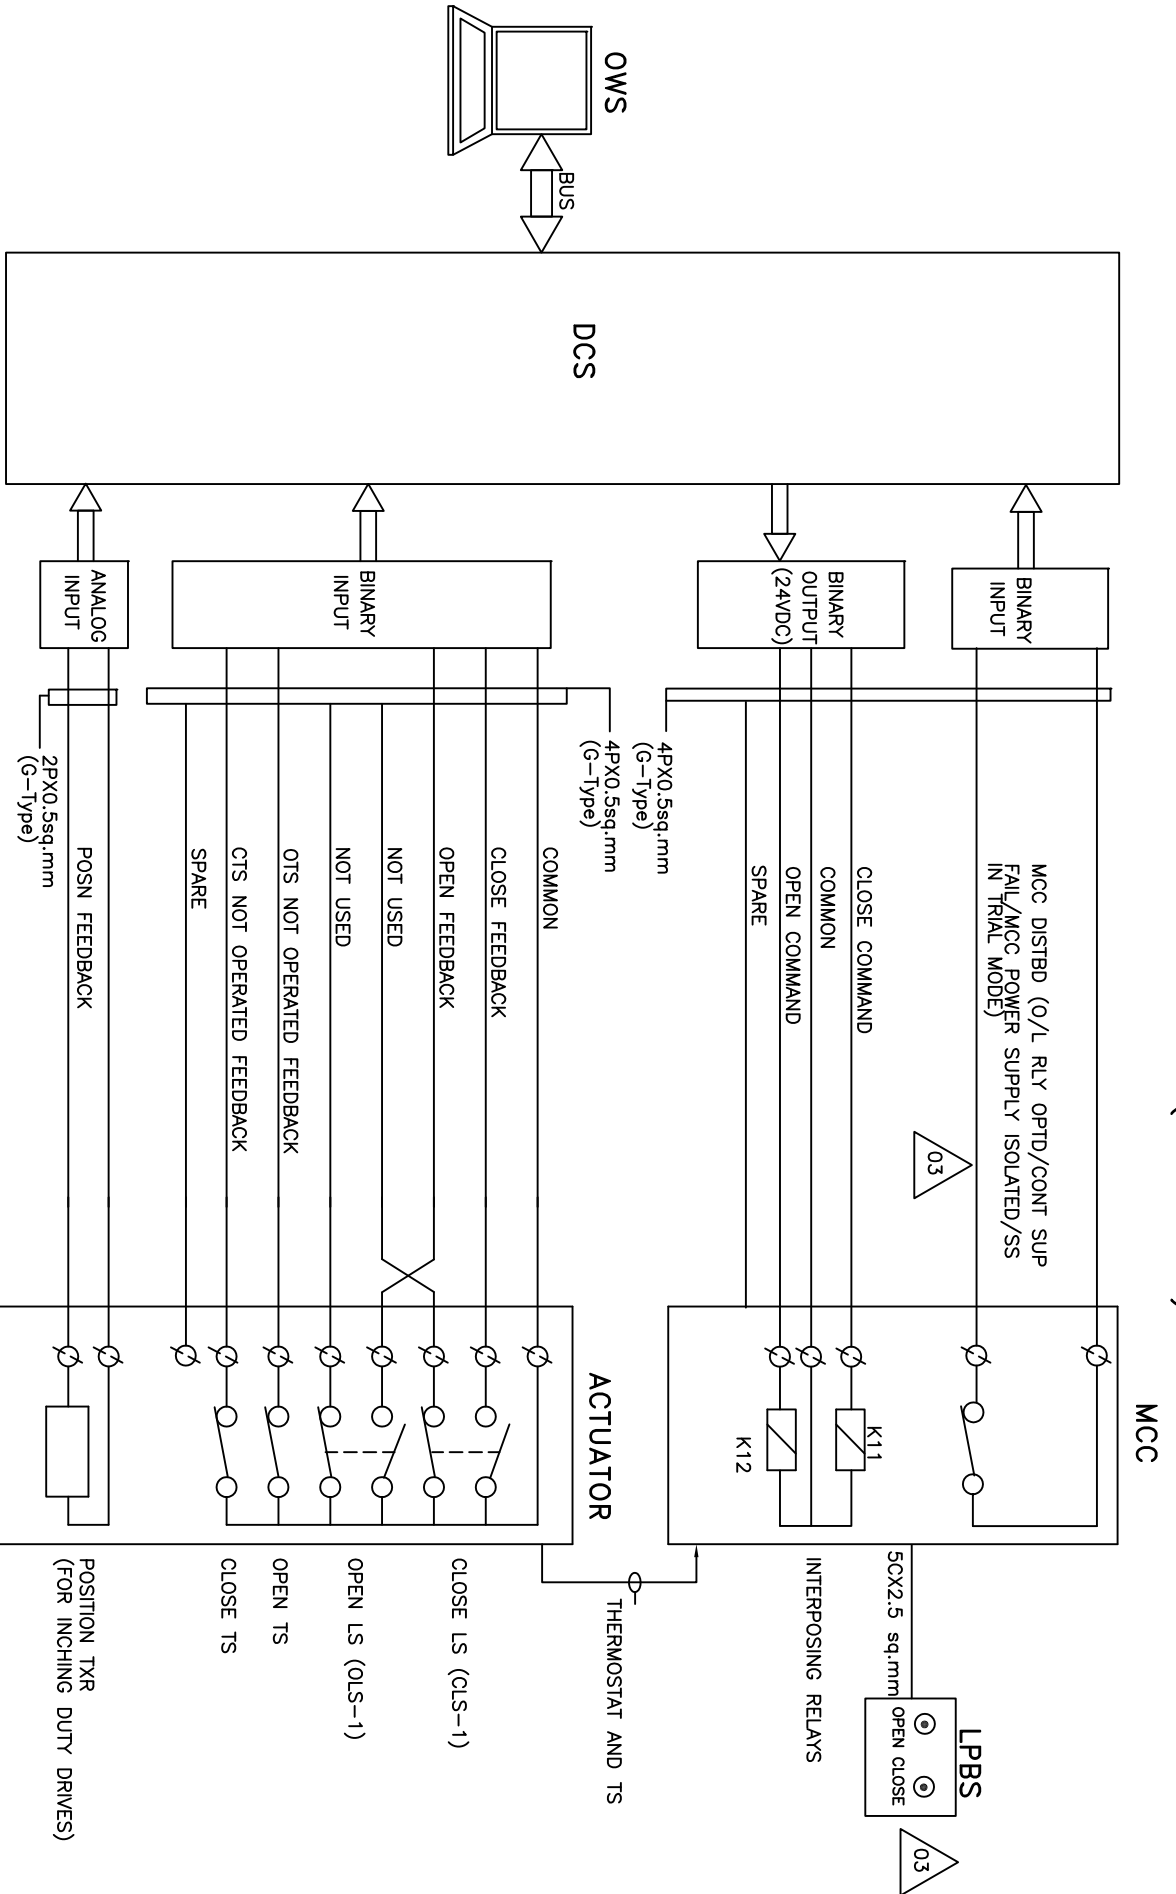 OWS
BUS
DCS
BINARY
INPUT
BINARY
OUTPUT
(24VDC)
BINARY
INPUT
ANALOG
INPUT
4PX0.5sq.mm
(G-Type)
4PX0.5sq.mm
(G-Type)
2PX0.5sq.mm
(G-Type)
MCC DISTBD (O/L RLY OPTD/CONT SUP
FAIL/MCC POWER SUPPLY ISOLATED/SS
IN TRIAL MODE)
03
CLOSE COMMAND
COMMON
OPEN COMMAND
SPARE
COMMON
CLOSE FEEDBACK
OPEN FEEDBACK
NOT USED
NOT USED
OTS NOT OPERATED FEEDBACK
CTS NOT OPERATED FEEDBACK
SPARE
POSN FEEDBACK
MCC
K11
K12
ACTUATOR
5CX2.5 sq.mm
LPBS
OPEN CLOSE
03
INTERPOSING RELAYS
THERMOSTAT AND TS
CLOSE LS (CLS-1)
OPEN LS (OLS-1)
OPEN TS
CLOSE TS
POSITION TXR
(FOR INCHING DUTY DRIVES)